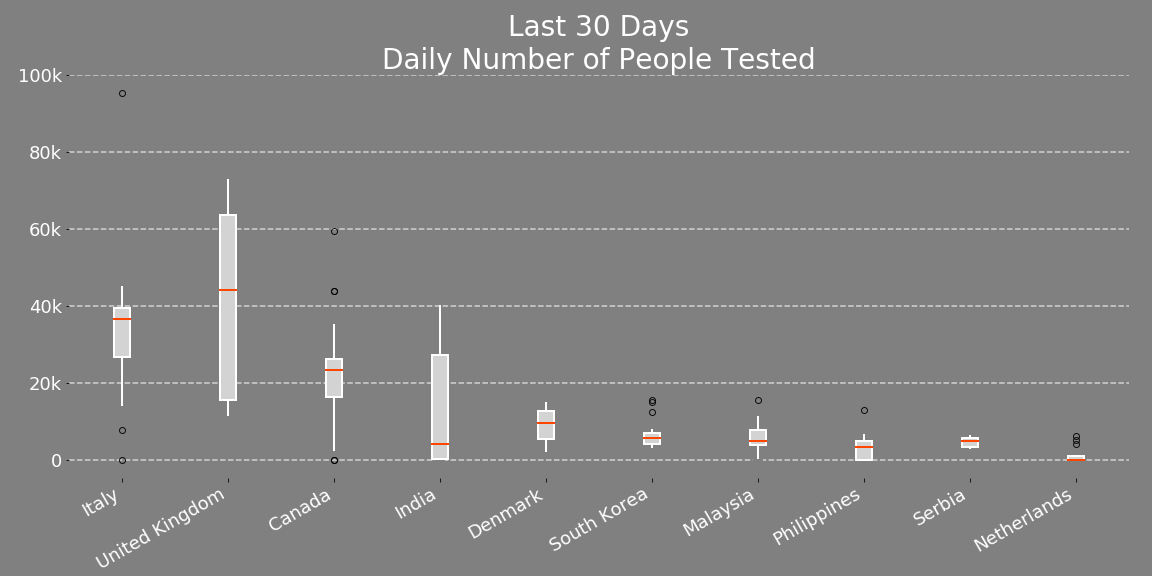 Last 30 Days
Daily Number of People Tested
100k
80k
60k
40k
20k
0
Italy
United Kingdom
Canada
India
Denmark
South Korea
Malaysia
Philippines
Serbia
Netherlands